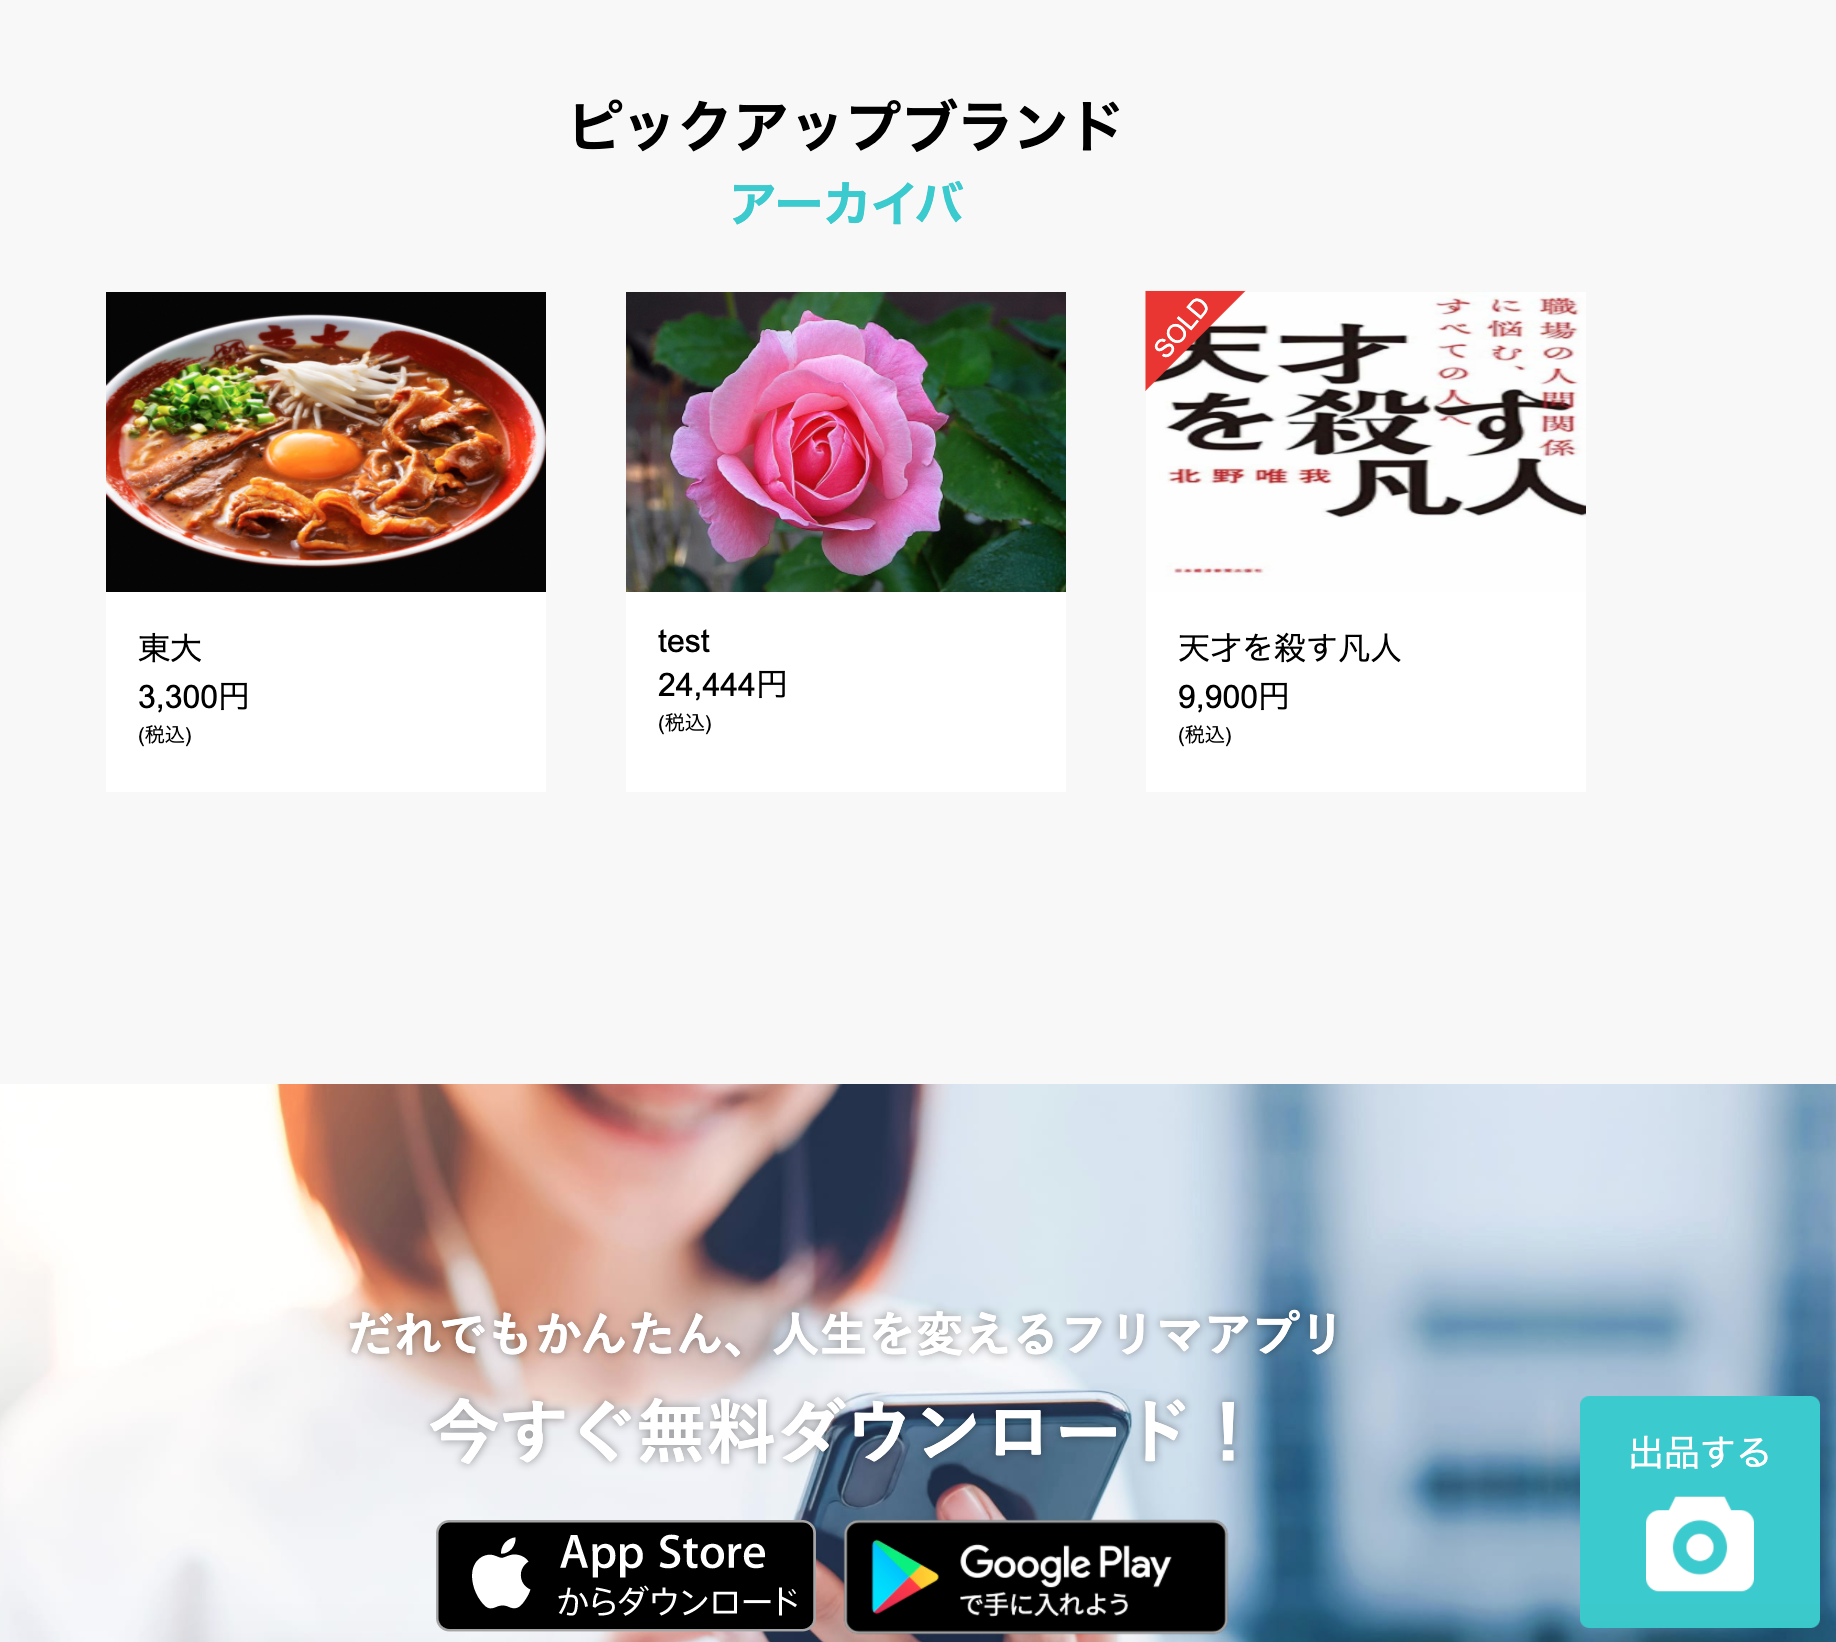 ピックアップブランド
アーカイバ
東大
SOLD
職場の人間関係
に悩む、
すべての人へ
天才
を殺す
凡人
北野唯我
東大
3,300円
(税込)
test
24,444円
(税込)
天才を殺す凡人
9,900円
(税込)
だれでもかんたん、人生を変えるフリマアプリ
今すぐ無料ダウンロード！
App Store
からダウンロード
Google Play
で手に入れよう
出品する